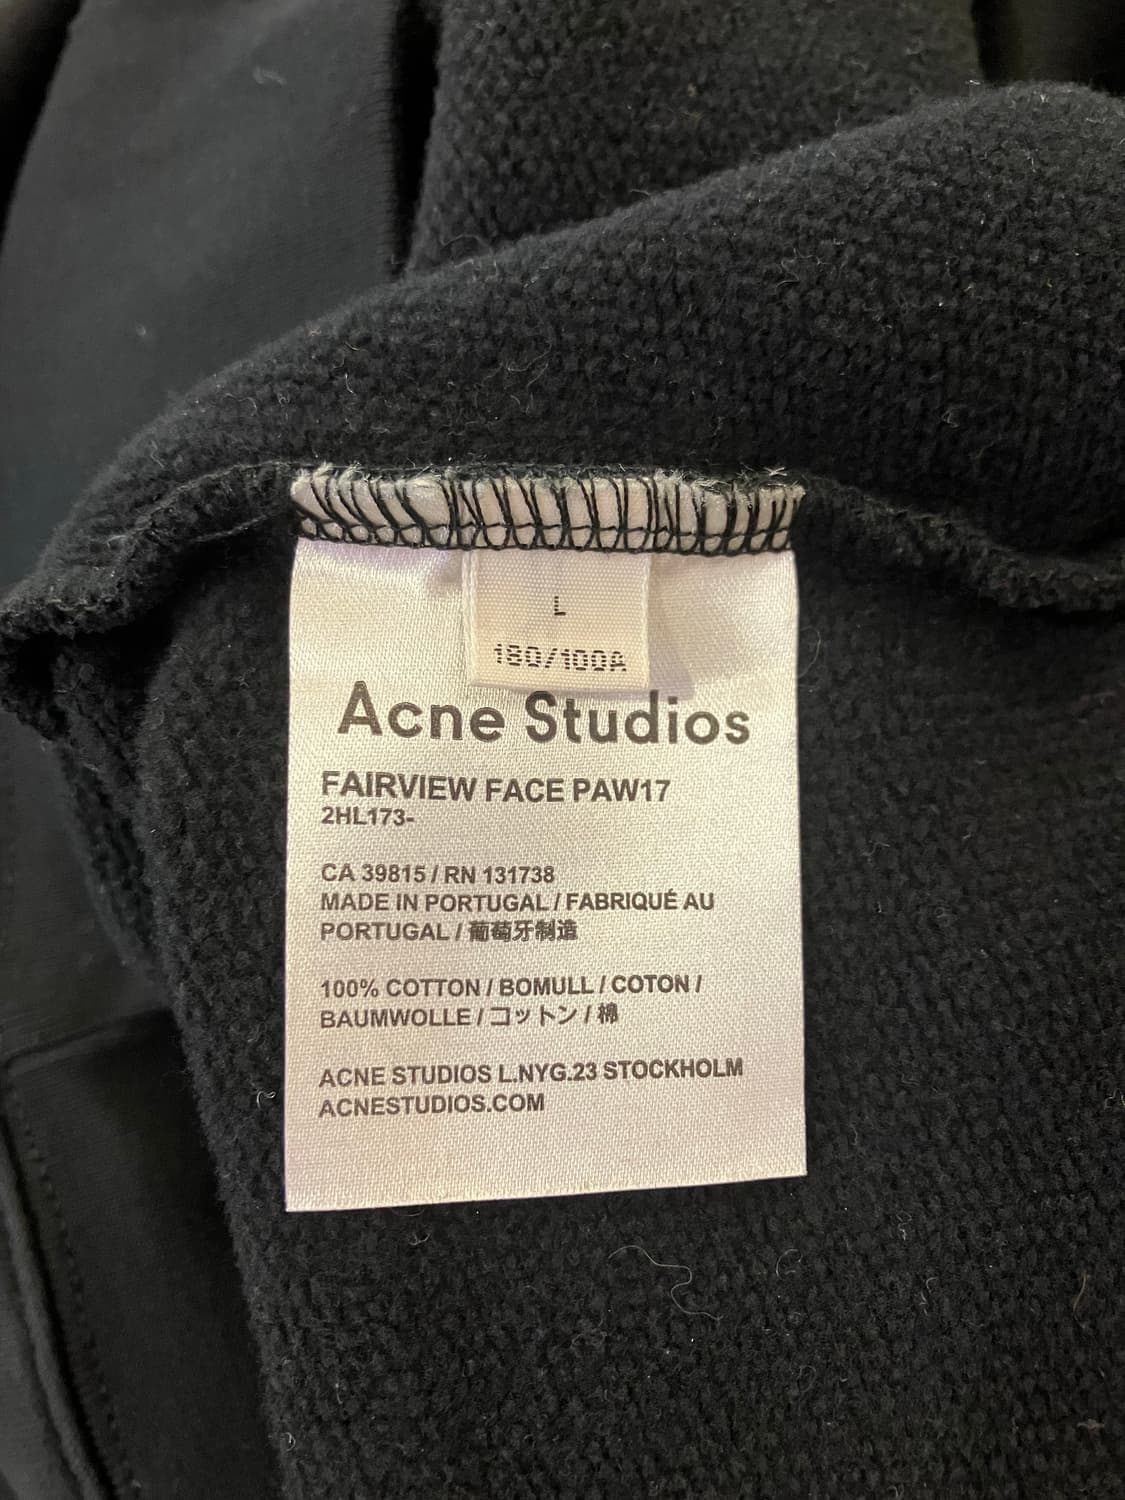 L
180/100A
Acne Studios
FAIRVIEW FACE PAW17
2HL173-
CA 39815 / RN 131738
MADE IN PORTUGAL / FABRIQUÉ AU
PORTUGAL / 葡萄牙制造
100% COTTON / BOMULL / COTON /
BAUMWOLLE / コットン / 棉
ACNE STUDIOS L.NYG.23 STOCKHOLM
ACNESTUDIOS.COM